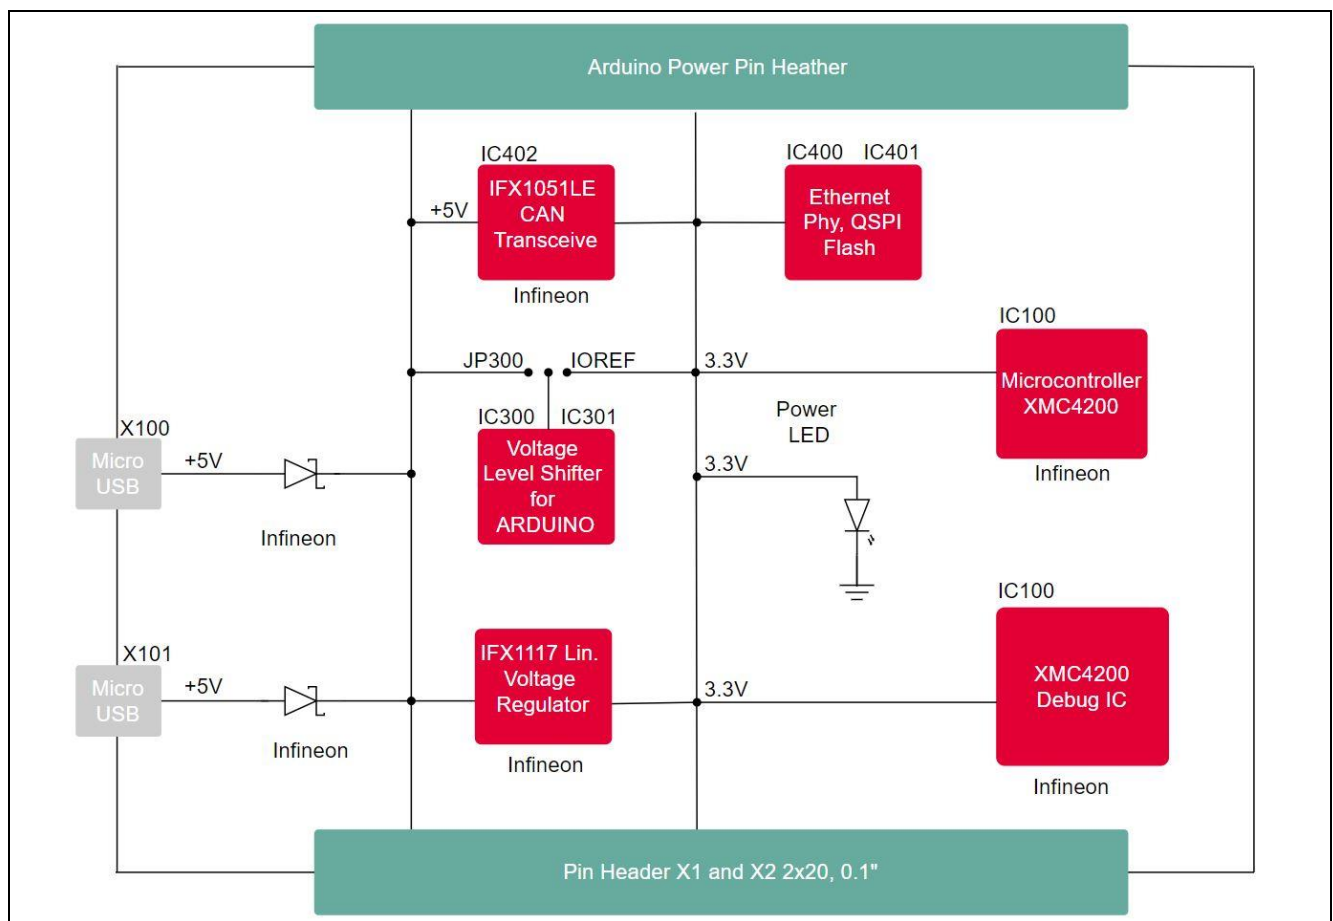 Arduino Power Pin Heather
IC402
IFX1051LE
CAN
Transceive
+5V
Infineon
IC400 IC401
Ethernet
Phy, QSPI
Flash
IC100
Microcontroller
XMC4200
Infineon
JP300
IOREF
3.3V
IC300 IC301
Voltage
Level Shifter
for
ARDUINO
Power
LED
3.3V
X100
Micro
USB
+5V
Infineon
X101
Micro
USB
+5V
Infineon
IFX1117 Lin.
Voltage
Regulator
Infineon
3.3V
IC100
XMC4200
Debug IC
Infineon
Pin Header X1 and X2 2x20, 0.1"